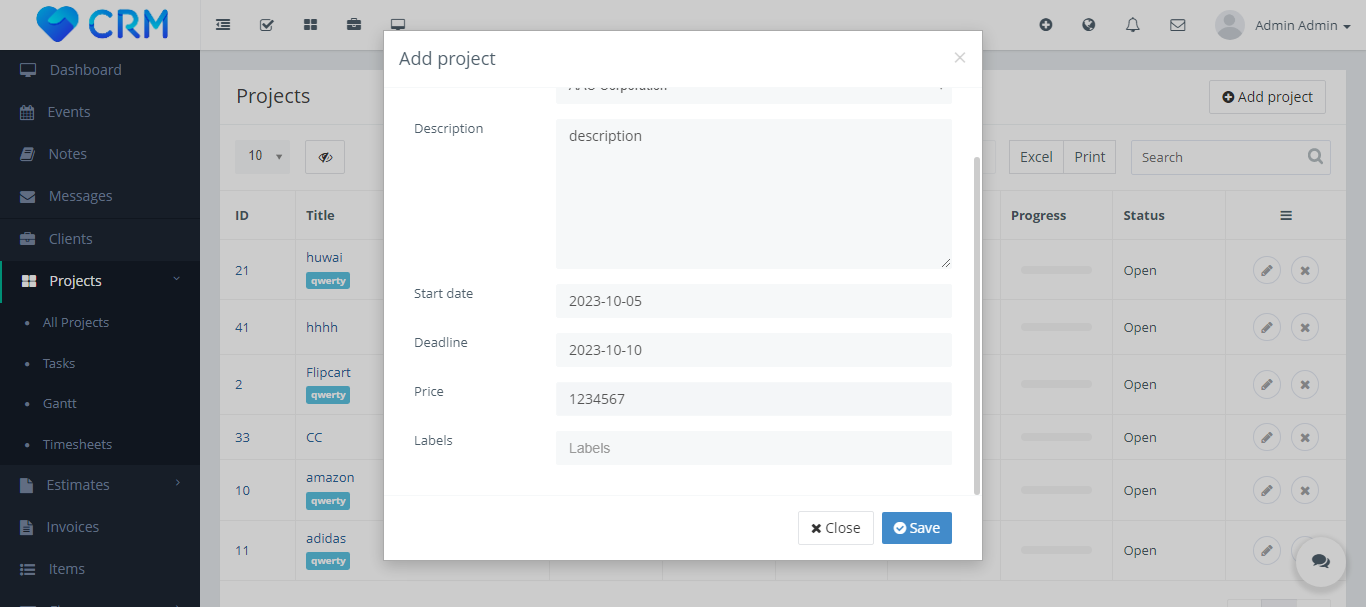 CRM
Admin Admin
Dashboard
Events
Notes
Messages
Clients
Projects
All Projects
Tasks
Gantt
Timesheets
Estimates
Invoices
Items
Projects
Add project
10
Excel
Print
Search
ID
Title
Progress
Status
21
huwai
qwerty
Open
41
hhhh
Open
2
Flipcart
qwerty
Open
33
CC
Open
10
amazon
qwerty
Open
11
adidas
qwerty
Open
Add project
Description
description
Start date
2023-10-05
Deadline
2023-10-10
Price
1234567
Labels
Labels
Close
Save